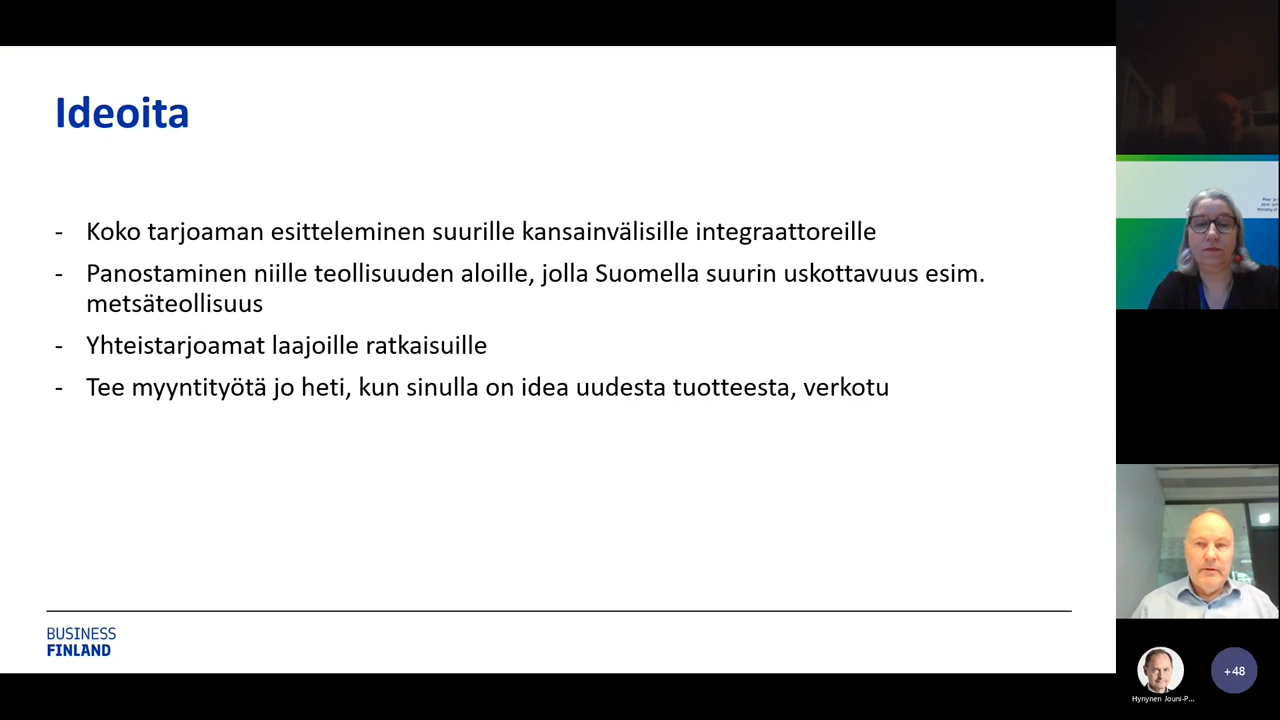 Ideoita
- Koko tarjoaman esitteleminen suurille kansainvälisille integraattoreille
- Panostaminen niille teollisuuden aloille, jolla Suomella suurin uskottavuus esim.
metsäteollisuus
- Yhteistarjoamat laajoille ratkaisuille
- Tee myyntityötä jo heti, kun sinulla on idea uudesta tuotteesta, verkotu
BUSINESS
FINLAND
Hynynen Jouni-P...
+48